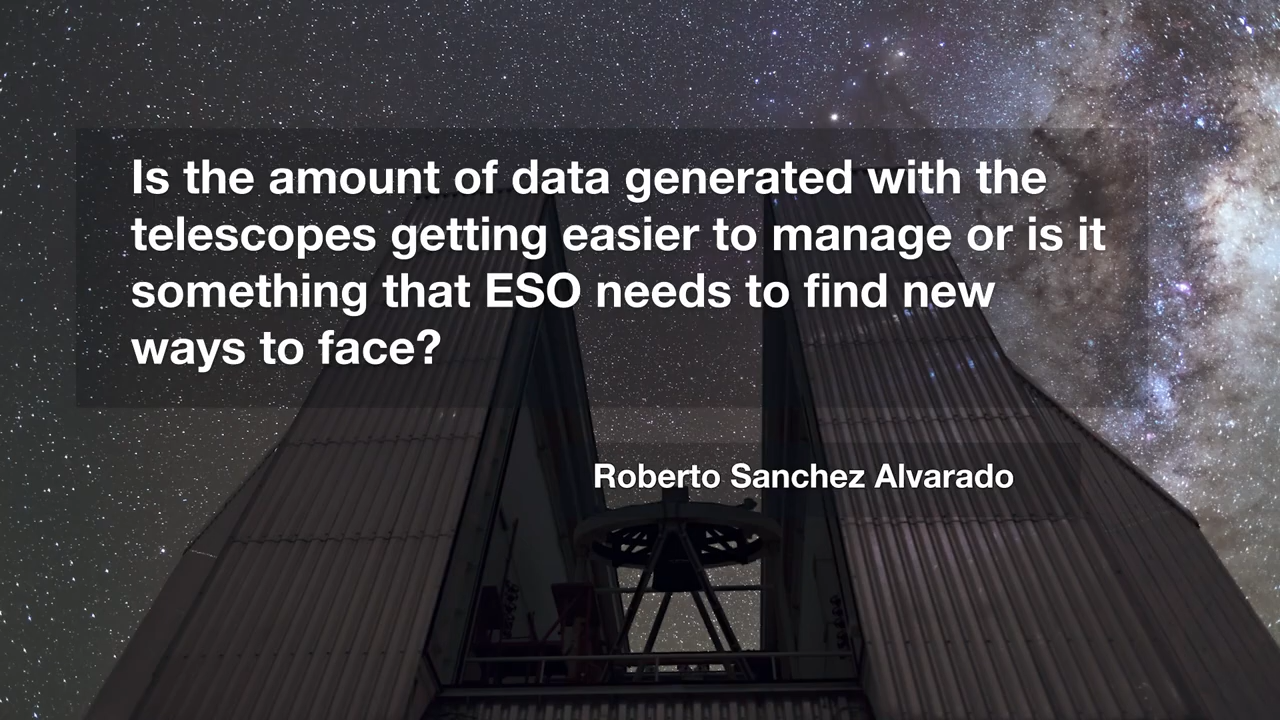 Is the amount of data generated with the
telescopes getting easier to manage or is it
something that ESO needs to find new
ways to face?
Roberto Sanchez Alvarado